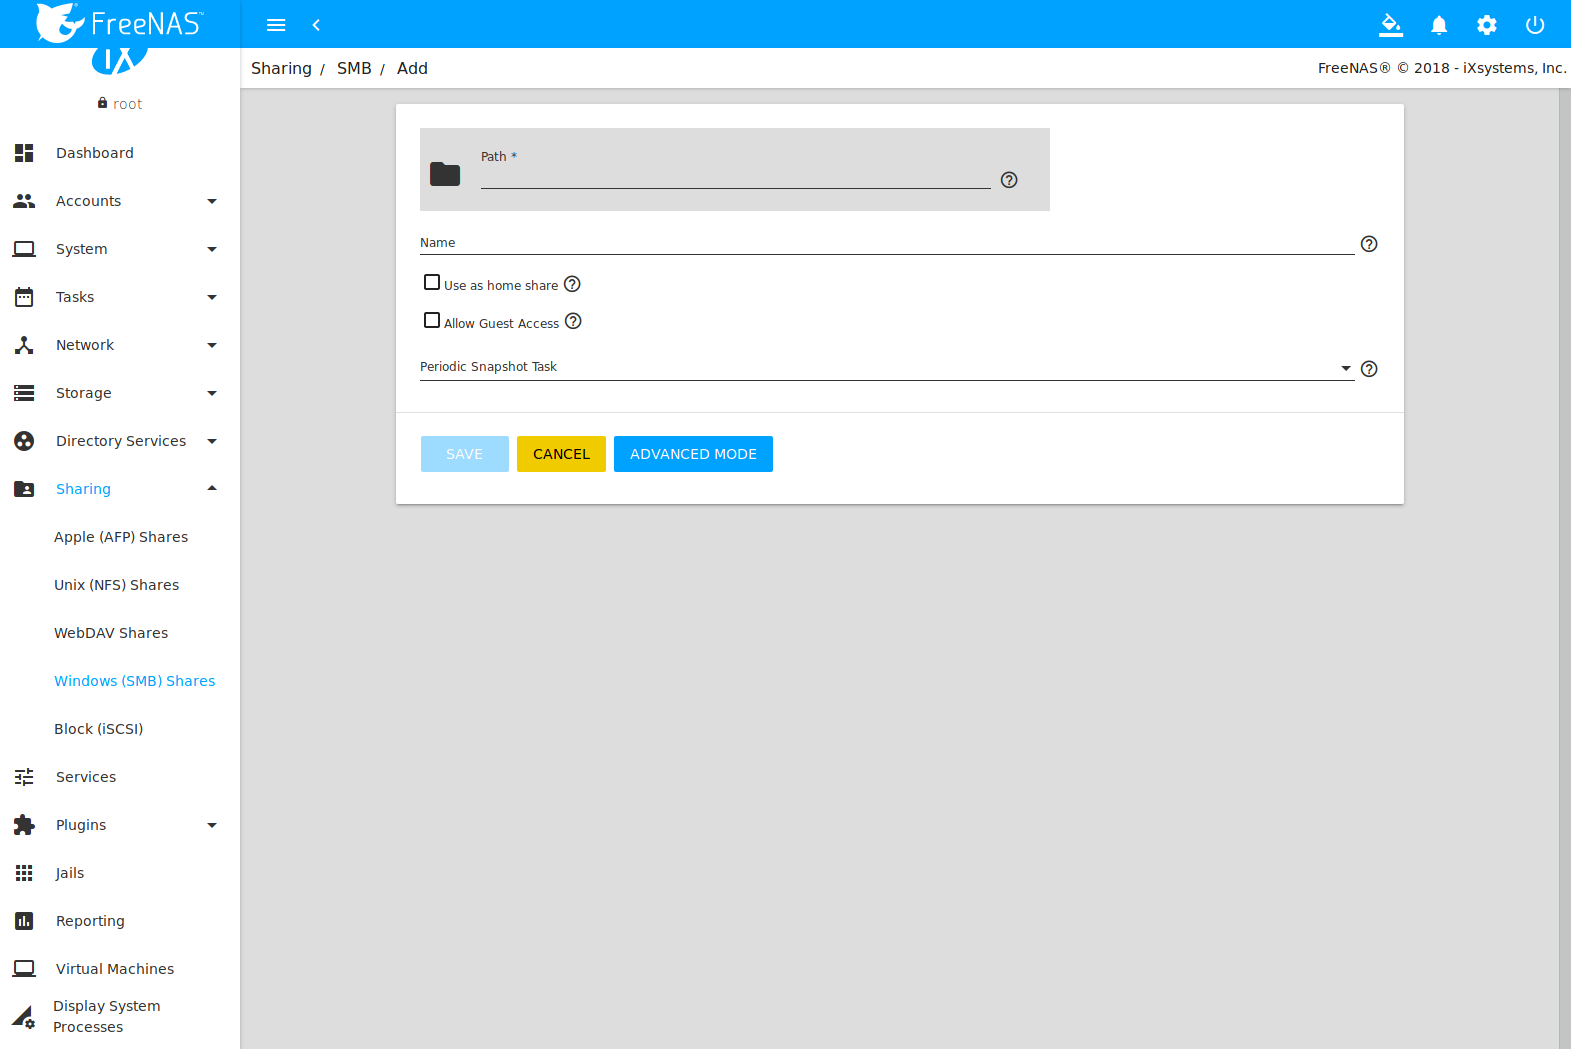 FreeNAS™
Sharing / SMB / Add
FreeNAS® © 2018 - iXsystems, Inc.
iX
root
Dashboard
Accounts
System
Tasks
Network
Storage
Directory Services
Sharing
Apple (AFP) Shares
Unix (NFS) Shares
WebDAV Shares
Windows (SMB) Shares
Block (iSCSI)
Services
Plugins
Jails
Reporting
Virtual Machines
Display System
Processes
Path *
Name
Use as home share
Allow Guest Access
Periodic Snapshot Task
SAVE CANCEL ADVANCED MODE